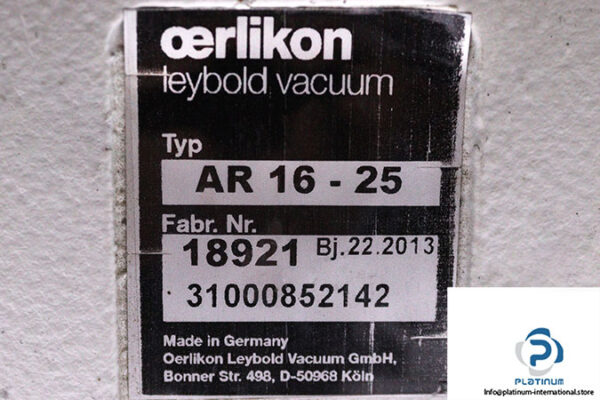 œrlikon
leybold vacuum
Typ
AR 16 - 25
Fabr. Nr.
18921 Bj.22.2013
31000852142
Made in Germany
Oerlikon Leybold Vacuum GmbH,
Bonner Str. 498, D-50968 Köln
PLATINUM
Info@platinum-international.store